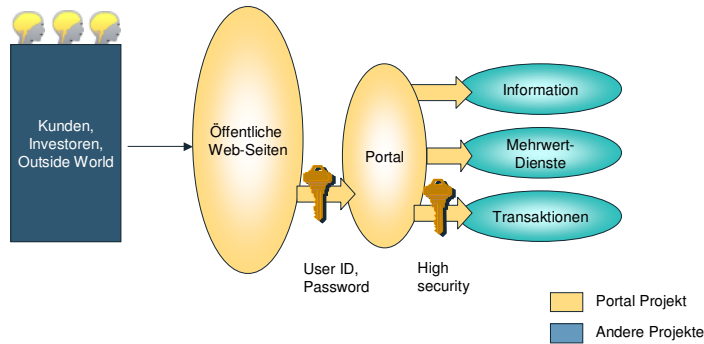 Kunden,
Investoren,
Outside World
Öffentliche
Web-Seiten
Portal
Information
Mehrwert-
Dienste
Transaktionen
User ID,
Password
High
security
Portal Projekt
Andere Projekte